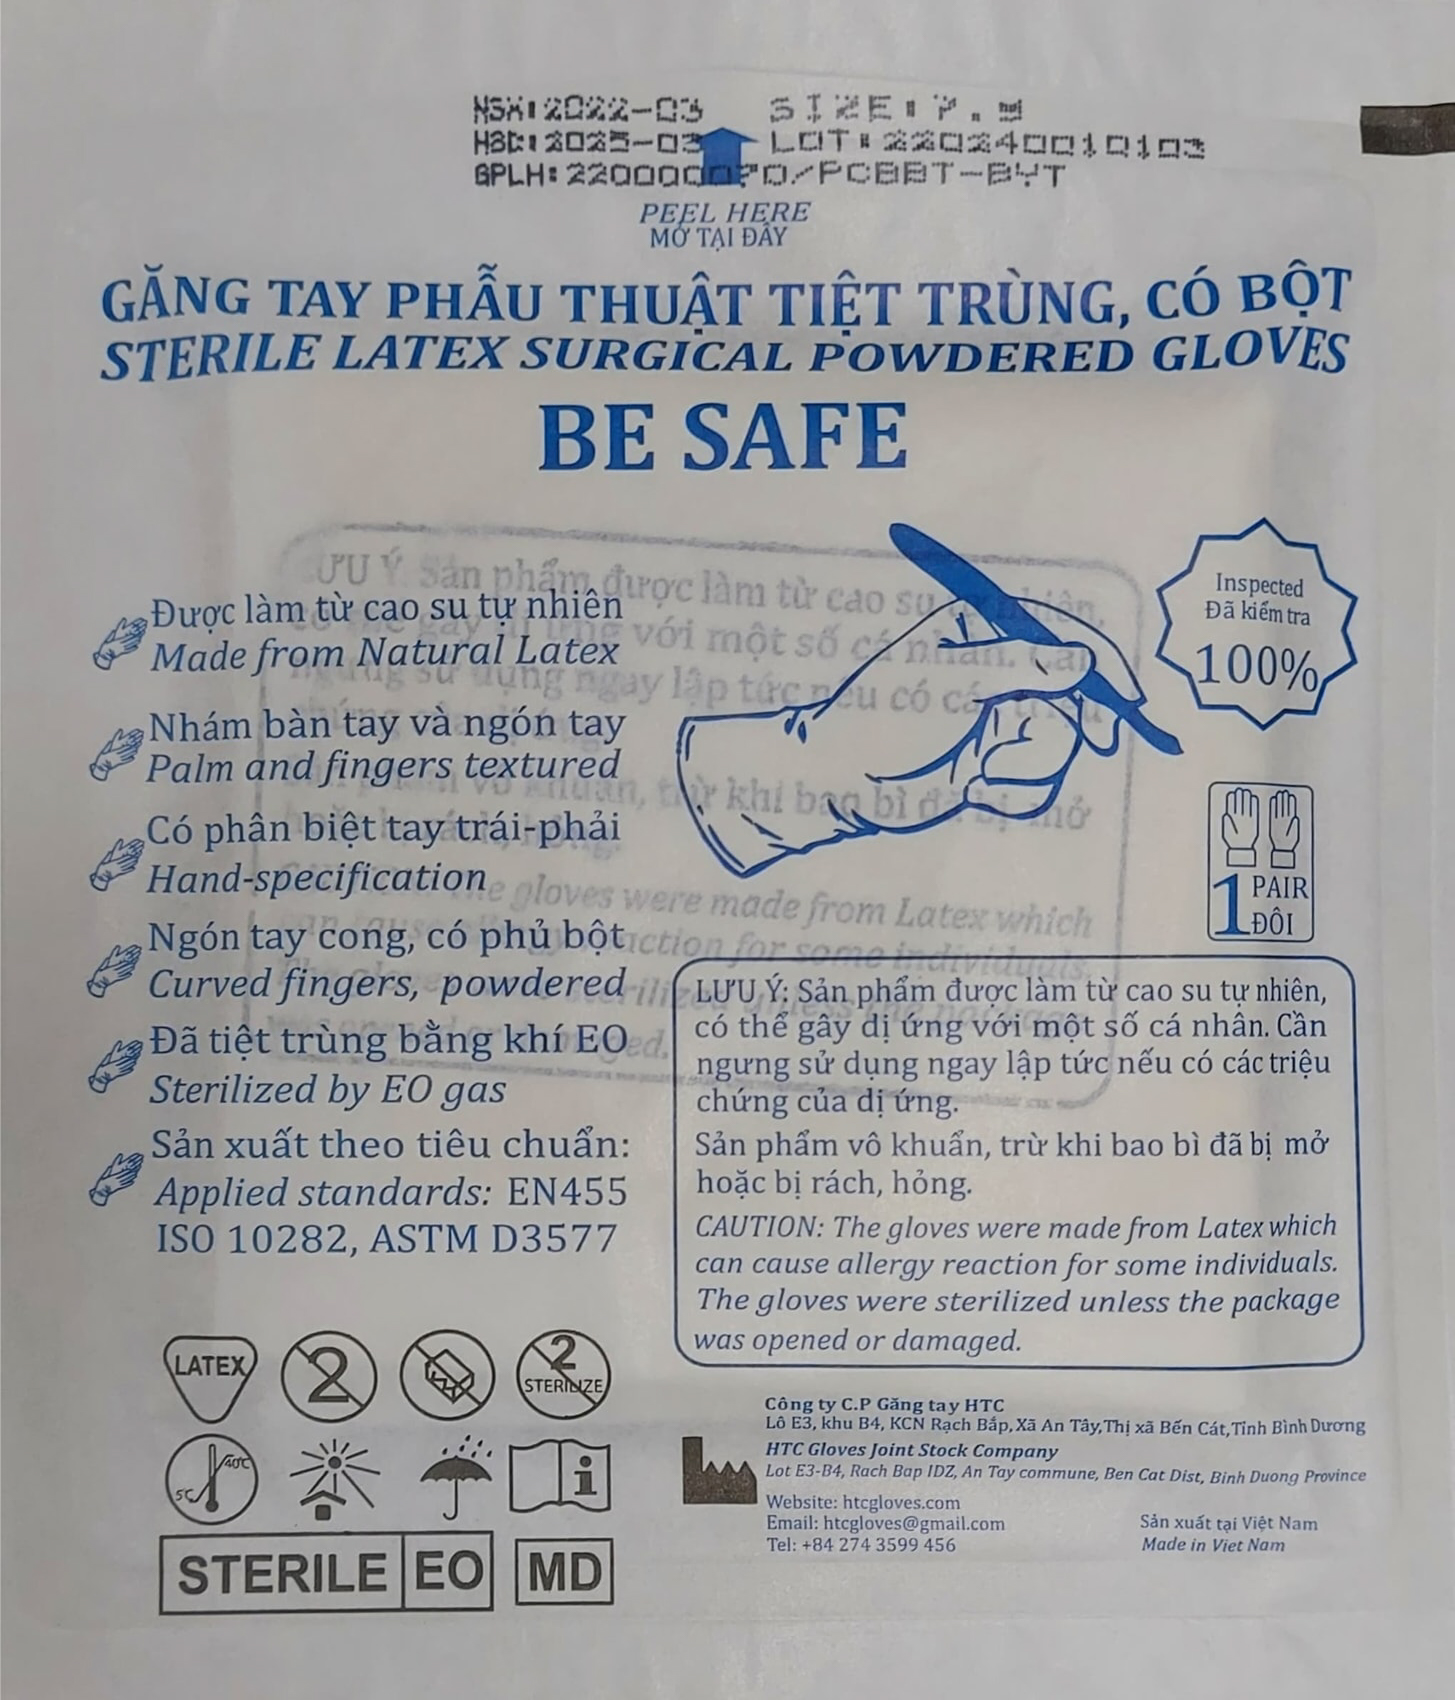 NSX:2022-03 SIZE:7.5
HSD:2025-03 LOT:220240010103
PEEL HERE
MỞ TẠI ĐÂY
GĂNG TAY PHẪU THUẬT TIỆT TRÙNG, CÓ BỘT
STERILE LATEX SURGICAL POWDERED GLOVES
BE SAFE
Được làm từ cao su tự nhiên
Made from Natural Latex
Nhám bàn tay và ngón tay
Palm and fingers textured
Có phân biệt tay trái-phải
Hand-specification
Ngón tay cong, có phủ bột
Curved fingers, powdered
Đã tiệt trùng bằng khí EO
Sterilized by EO gas
Sản xuất theo tiêu chuẩn:
Applied standards: EN455
ISO 10282, ASTM D3577
Inspected
Đã kiểm tra
100%
1 PAIR
ĐÔI
LƯU Ý: Sản phẩm được làm từ cao su tự nhiên,
có thể gây dị ứng với một số cá nhân. Cần
ngưng sử dụng ngay lập tức nếu có các triệu
chứng của dị ứng.
Sản phẩm vô khuẩn, trừ khi bao bì đã bị mở
hoặc bị rách, hỏng.
CAUTION: The gloves were made from Latex which
can cause allergy reaction for some individuals.
The gloves were sterilized unless the package
was opened or damaged.
LATEX
2
2
STERILIZE
5°C
40°C
i
STERILE EO MD
Công ty C.P Găng tay HTC
Lô E3, khu B4, KCN Rạch Bắp, Xã An Tây,Thị xã Bến Cát,Tỉnh Bình Dương
HTC Gloves Joint Stock Company
Lot E3-B4, Rach Bap IDZ, An Tay commune, Ben Cat Dist, Binh Duong Province
Website: htcgloves.com
Email: htcgloves@gmail.com
Tel: +84 274 3599 456
Sản xuất tại Việt Nam
Made in Viet Nam